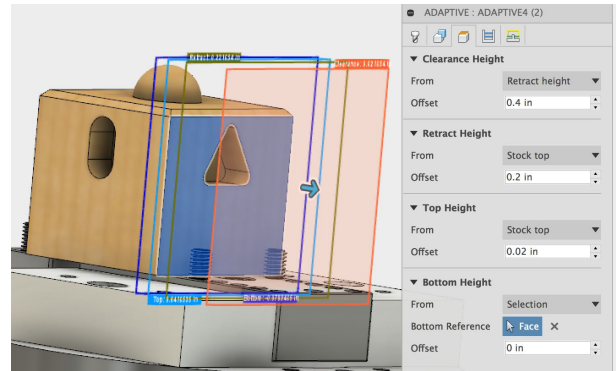 ADAPTIVE : ADAPTIVE4 (2)
Clearance Height
From Retract height
Offset 0.4 in
Retract Height
From Stock top
Offset 0.2 in
Top Height
From Stock top
Offset 0.02 in
Bottom Height
From Selection
Bottom Reference Face
Offset 0 in